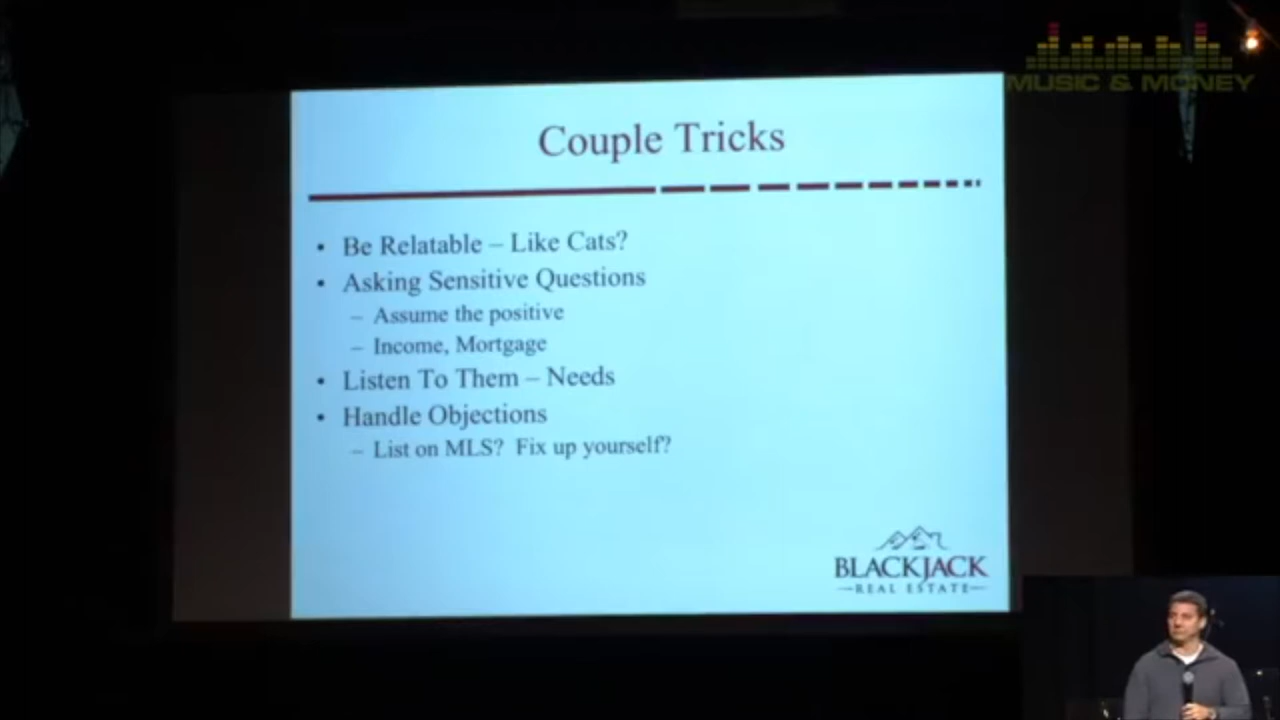 MUSIC & MONEY
Couple Tricks
• Be Relatable – Like Cats?
• Asking Sensitive Questions
– Assume the positive
– Income, Mortgage
• Listen To Them – Needs
• Handle Objections
– List on MLS?  Fix up yourself?
BLACKJACK
REAL ESTATE